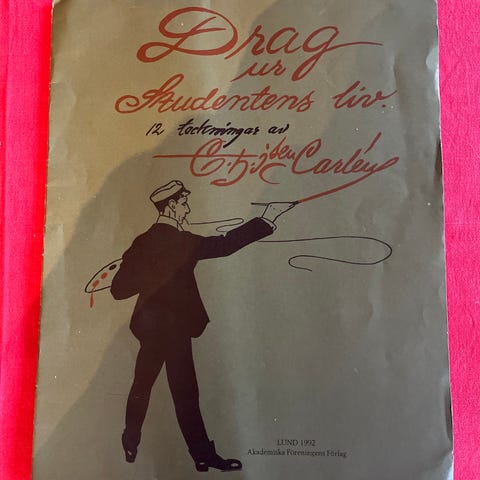 Drag
ur
Studentens liv.
12 teckningar av
Carlén
LUND 1992
Akademiska Föreningens Förlag